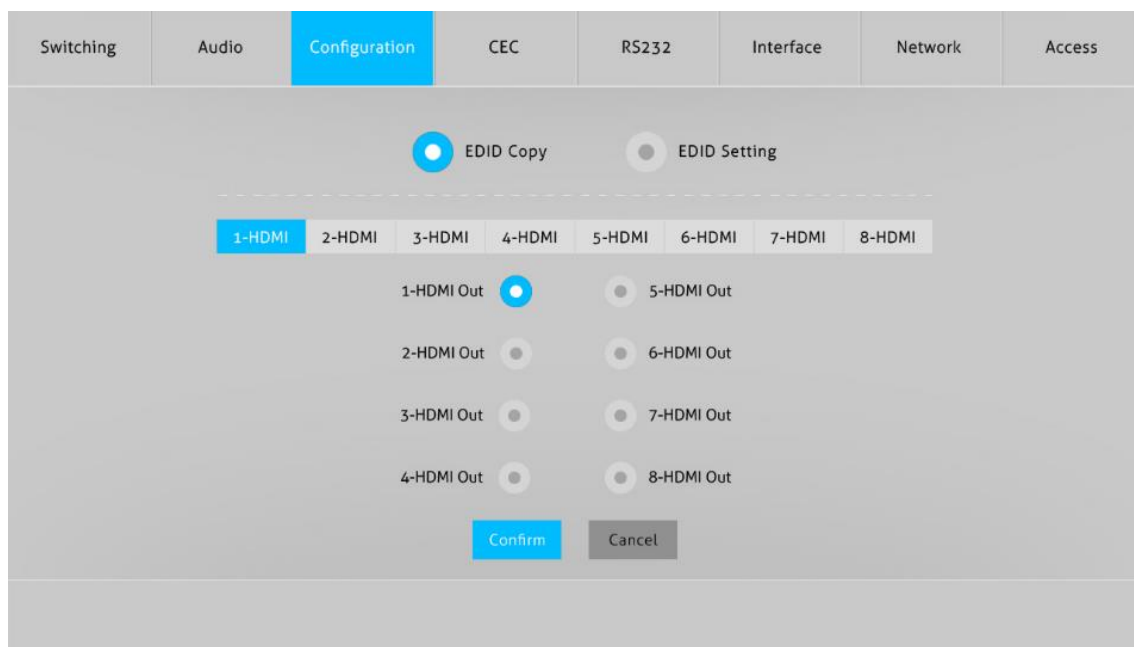 Switching Audio Configuration CEC RS232 Interface Network Access
EDID Copy EDID Setting
1-HDMI 2-HDMI 3-HDMI 4-HDMI 5-HDMI 6-HDMI 7-HDMI 8-HDMI
1-HDMI Out 5-HDMI Out
2-HDMI Out 6-HDMI Out
3-HDMI Out 7-HDMI Out
4-HDMI Out 8-HDMI Out
Confirm Cancel